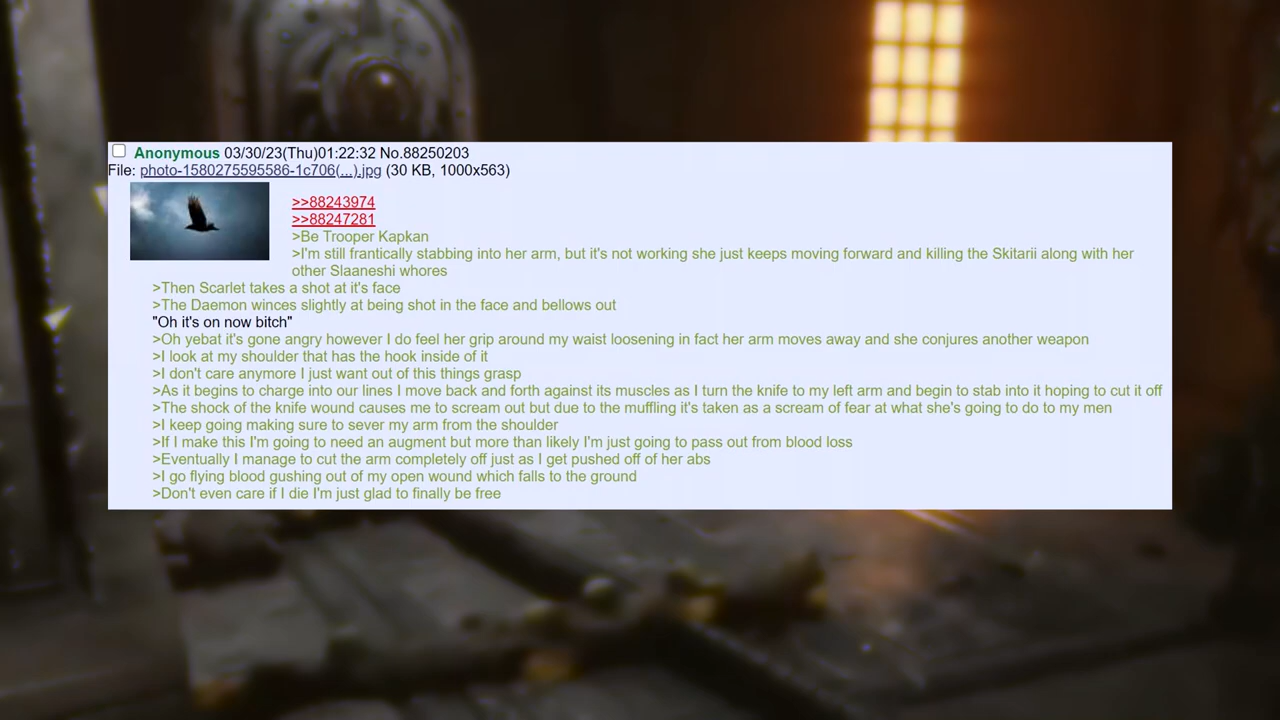 Anonymous 03/30/23(Thu)01:22:32 No.88250203
File: photo-1580275595586-1c706(...).jpg (30 KB, 1000x563)
>>88243974
>>88247281
>Be Trooper Kapkan
>I'm still frantically stabbing into her arm, but it's not working she just keeps moving forward and killing the Skitarii along with her
other Slaaneshi whores
>Then Scarlet takes a shot at it's face
>The Daemon winces slightly at being shot in the face and bellows out
"Oh it's on now bitch"
>Oh yebat it's gone angry however I do feel her grip around my waist loosening in fact her arm moves away and she conjures another weapon
>I look at my shoulder that has the hook inside of it
>I don't care anymore I just want out of this things grasp
>As it begins to charge into our lines I move back and forth against its muscles as I turn the knife to my left arm and begin to stab into it hoping to cut it off
>The shock of the knife wound causes me to scream out but due to the muffling it's taken as a scream of fear at what she's going to do to my men
>I keep going making sure to sever my arm from the shoulder
>If I make this I'm going to need an augment but more than likely I'm just going to pass out from blood loss
>Eventually I manage to cut the arm completely off just as I get pushed off of her abs
>I go flying blood gushing out of my open wound which falls to the ground
>Don't even care if I die I'm just glad to finally be free